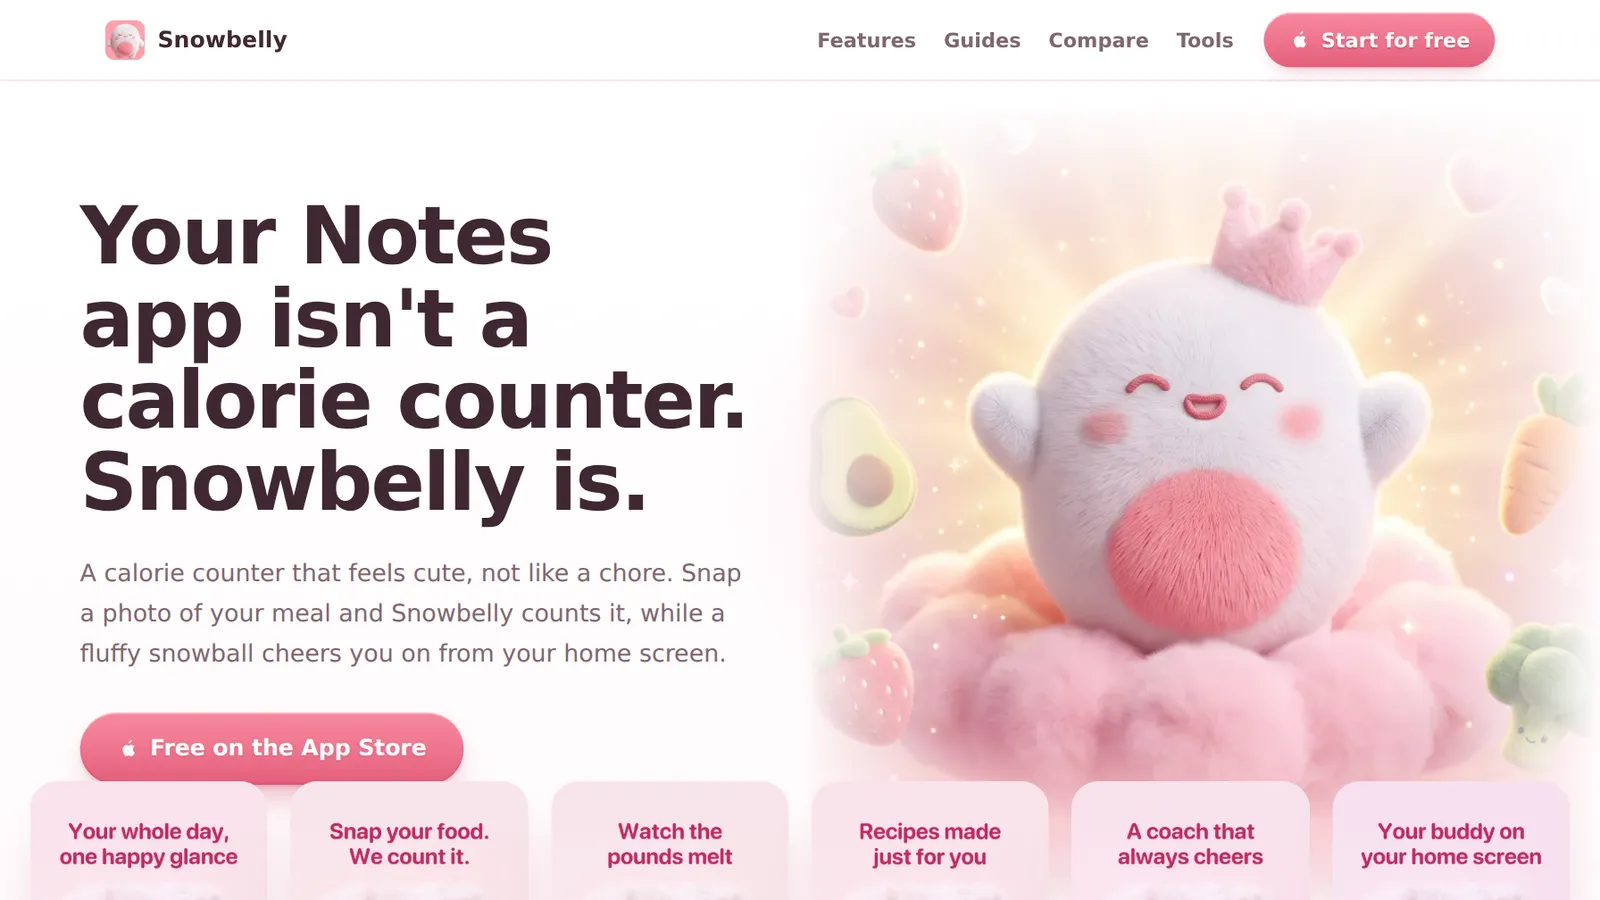 Snowbelly
Features
Guides
Compare
Tools
Start for free
Your Notes
app isn't a
calorie counter.
Snowbelly is.
A calorie counter that feels cute, not like a chore. Snap
a photo of your meal and Snowbelly counts it, while a
fluffy snowball cheers you on from your home screen.
Free on the App Store
Your whole day,
one happy glance
Snap your food.
We count it.
Watch the
pounds melt
Recipes made
just for you
A coach that
always cheers
Your buddy on
your home screen